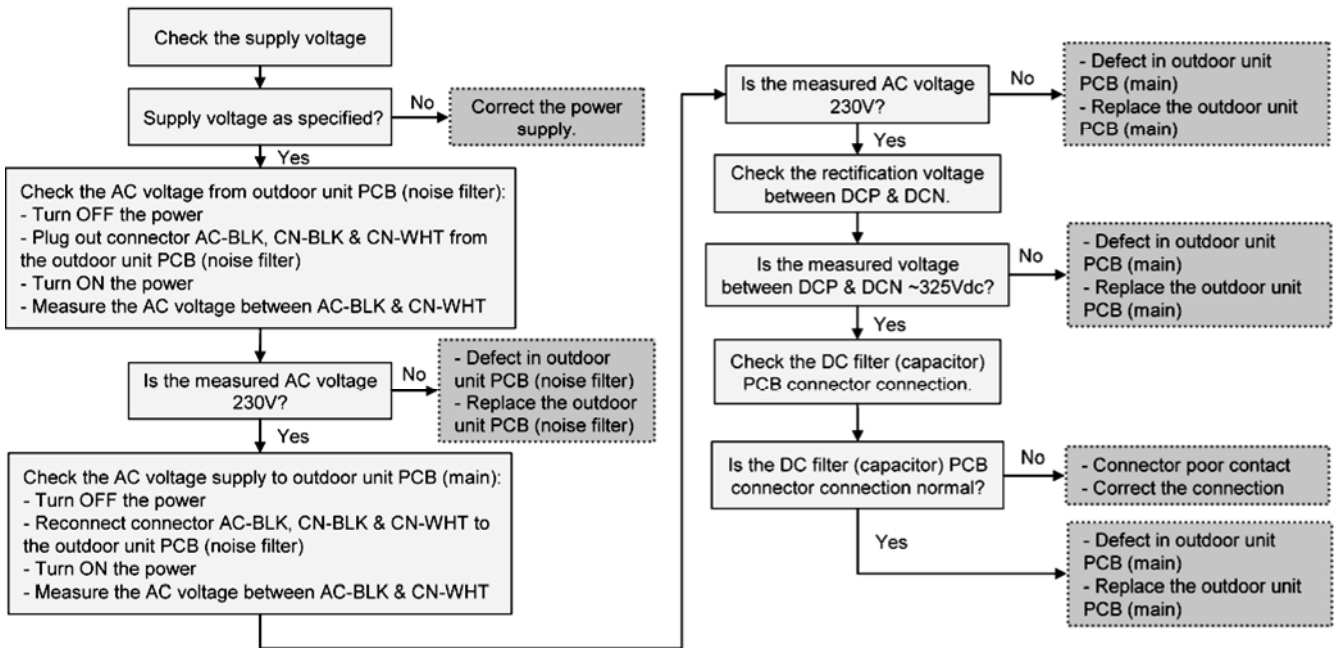 Check the supply voltage
Supply voltage as specified?
No
Correct the power
supply.
Yes
Check the AC voltage from outdoor unit PCB (noise filter):
- Turn OFF the power
- Plug out connector AC-BLK, CN-BLK & CN-WHT from
the outdoor unit PCB (noise filter)
- Turn ON the power
- Measure the AC voltage between AC-BLK & CN-WHT
Is the measured AC voltage
230V?
No
- Defect in outdoor
unit PCB (noise filter)
- Replace the outdoor
unit PCB (noise filter)
Yes
Check the AC voltage supply to outdoor unit PCB (main):
- Turn OFF the power
- Reconnect connector AC-BLK, CN-BLK & CN-WHT to
the outdoor unit PCB (noise filter)
- Turn ON the power
- Measure the AC voltage between AC-BLK & CN-WHT
Is the measured AC voltage
230V?
No
- Defect in outdoor unit
PCB (main)
- Replace the outdoor unit
PCB (main)
Yes
Check the rectification voltage
between DCP & DCN.
Is the measured voltage
between DCP & DCN ~325Vdc?
No
- Defect in outdoor unit
PCB (main)
- Replace the outdoor unit
PCB (main)
Yes
Check the DC filter (capacitor)
PCB connector connection.
Is the DC filter (capacitor) PCB
connector connection normal?
No
- Connector poor contact
- Correct the connection
Yes
- Defect in outdoor unit
PCB (main)
- Replace the outdoor unit
PCB (main)